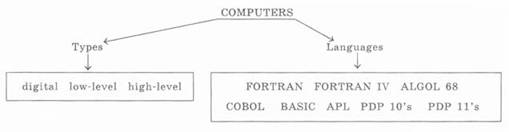 COMPUTERS
Types Languages
digital low-level high-level
FORTRAN FORTRAN IV ALGOL 68
COBOL BASIC APL PDP 10's PDP 11's